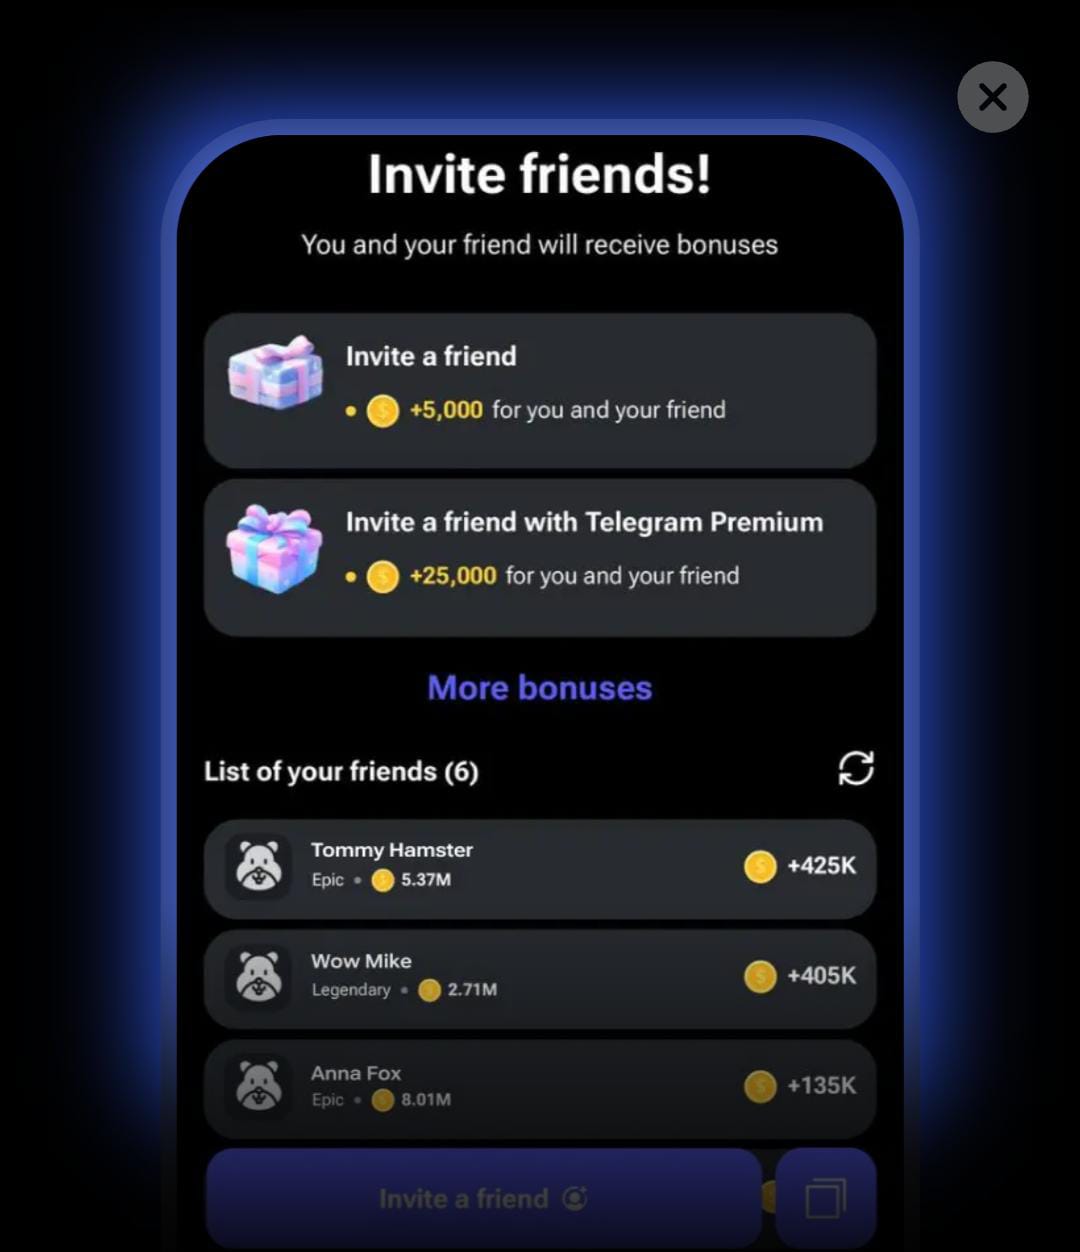 Invite friends!
You and your friend will receive bonuses
Invite a friend
• +5,000 for you and your friend
Invite a friend with Telegram Premium
• +25,000 for you and your friend
More bonuses
List of your friends (6)
Tommy Hamster
Epic • 5.37M
+425K
Wow Mike
Legendary • 2.71M
+405K
Anna Fox
Epic • 8.01M
+135K
Invite a friend